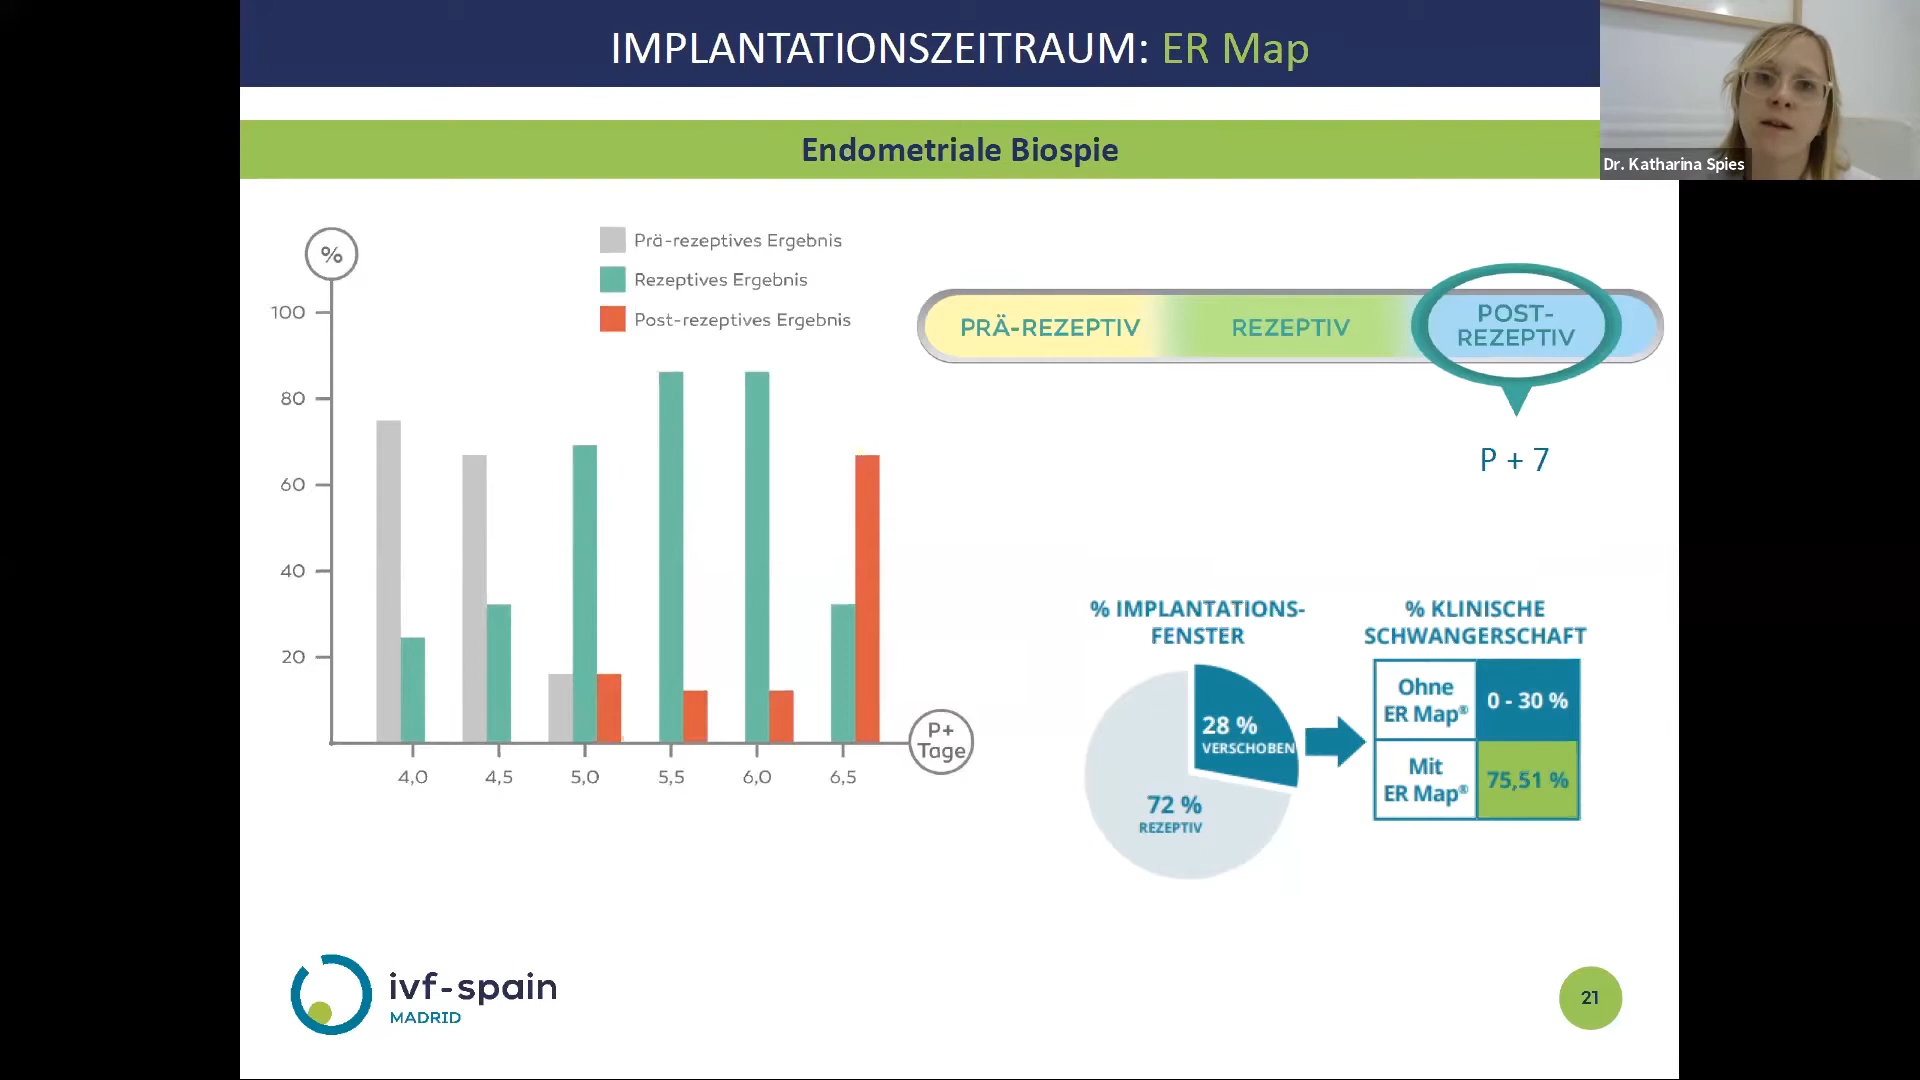 IMPLANTATIONSZEITRAUM: ER Map
Endometriale Biospie
Dr. Katharina Spies
%
100
80
60
40
20
Prä-rezeptives Ergebnis
Rezeptives Ergebnis
Post-rezeptives Ergebnis
4,0
4,5
5,0
5,5
6,0
6,5
P+
Tage
PRÄ-REZEPTIV
REZEPTIV
POST-
REZEPTIV
P + 7
% IMPLANTATIONS-
FENSTER
28 %
VERSCHOBEN
72 %
REZEPTIV
% KLINISCHE
SCHWANGERSCHAFT
Ohne
ER Map®
0 - 30 %
Mit
ER Map®
75,51 %
ivf-spain
MADRID
21